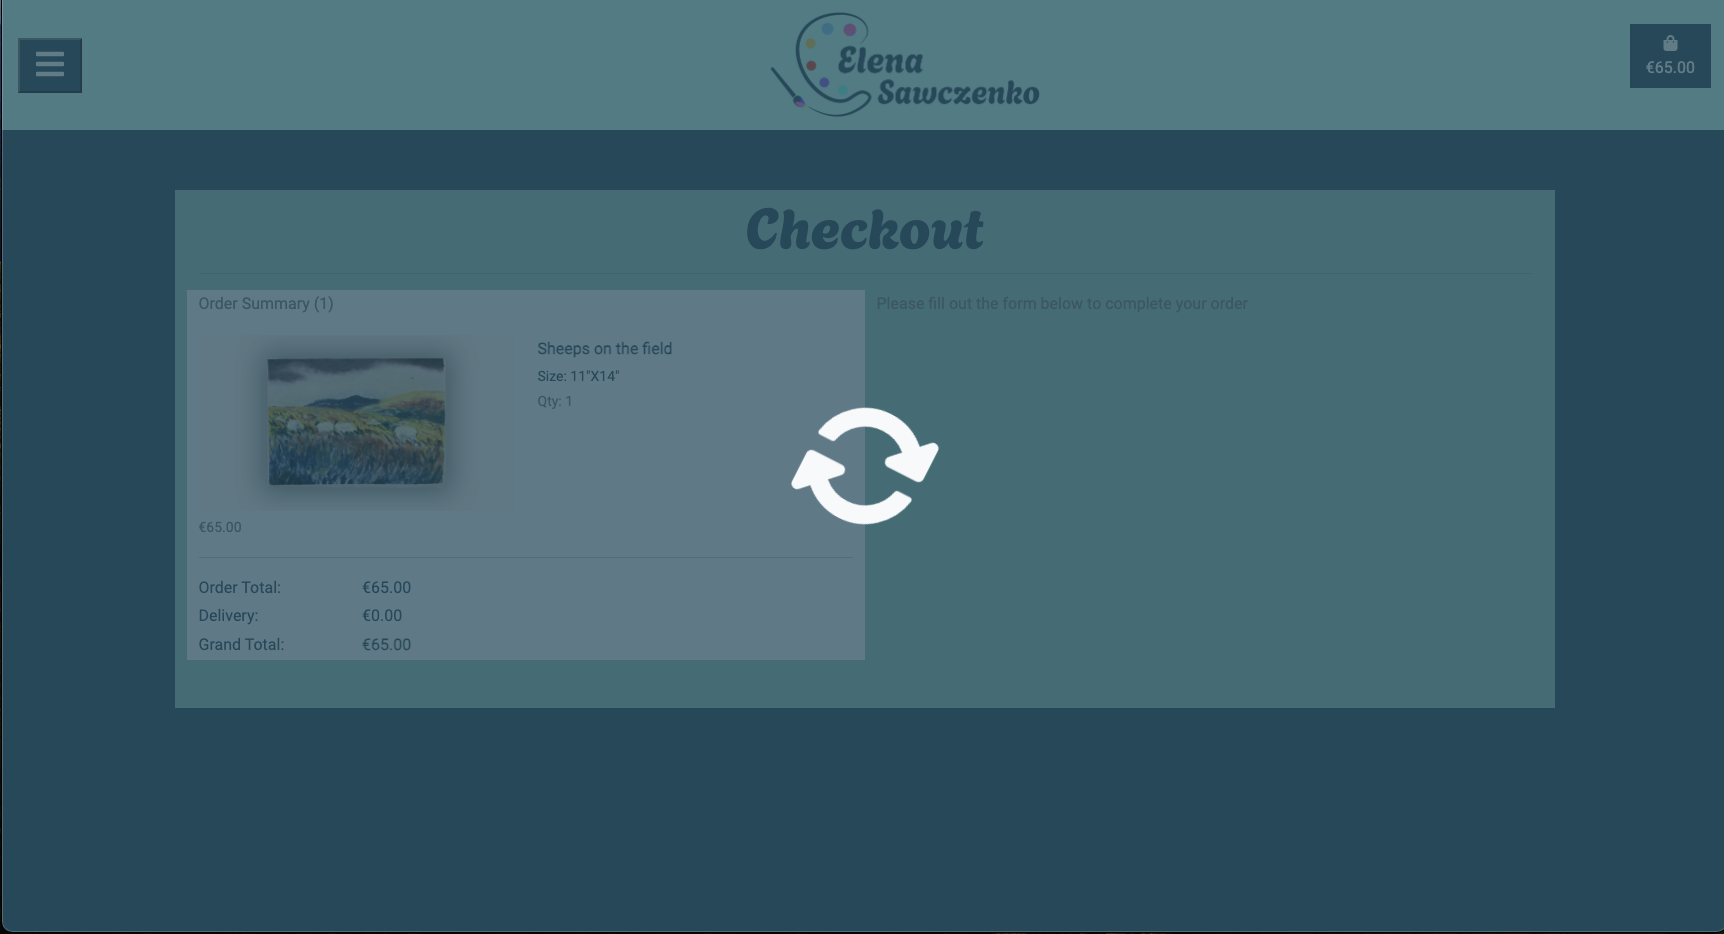 Elena
Sawczenko
€65.00
Checkout
Order Summary (1)
Please fill out the form below to complete your order
Sheeps on the field
Size: 11"X14"
Qty: 1
€65.00
Order Total: €65.00
Delivery: €0.00
Grand Total: €65.00